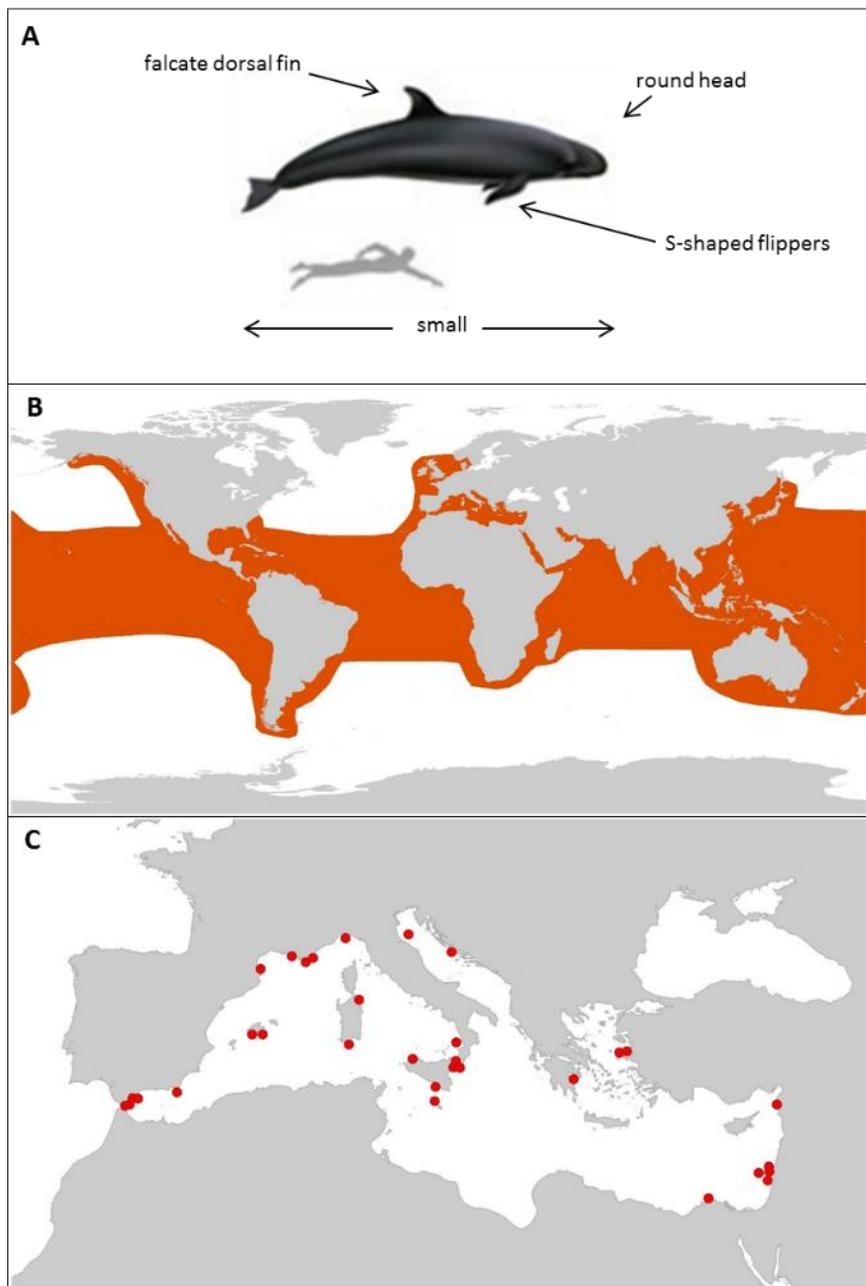 A
falcate dorsal fin
round head
S-shaped flippers
small
B
C